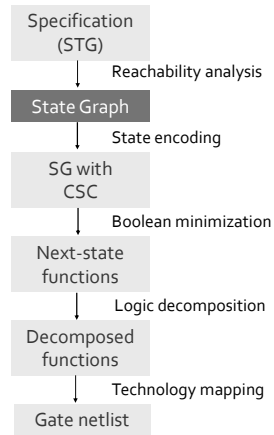 Specification
(STG)
Reachability analysis
State Graph
State encoding
SG with
CSC
Boolean minimization
Next-state
functions
Logic decomposition
Decomposed
functions
Technology mapping
Gate netlist